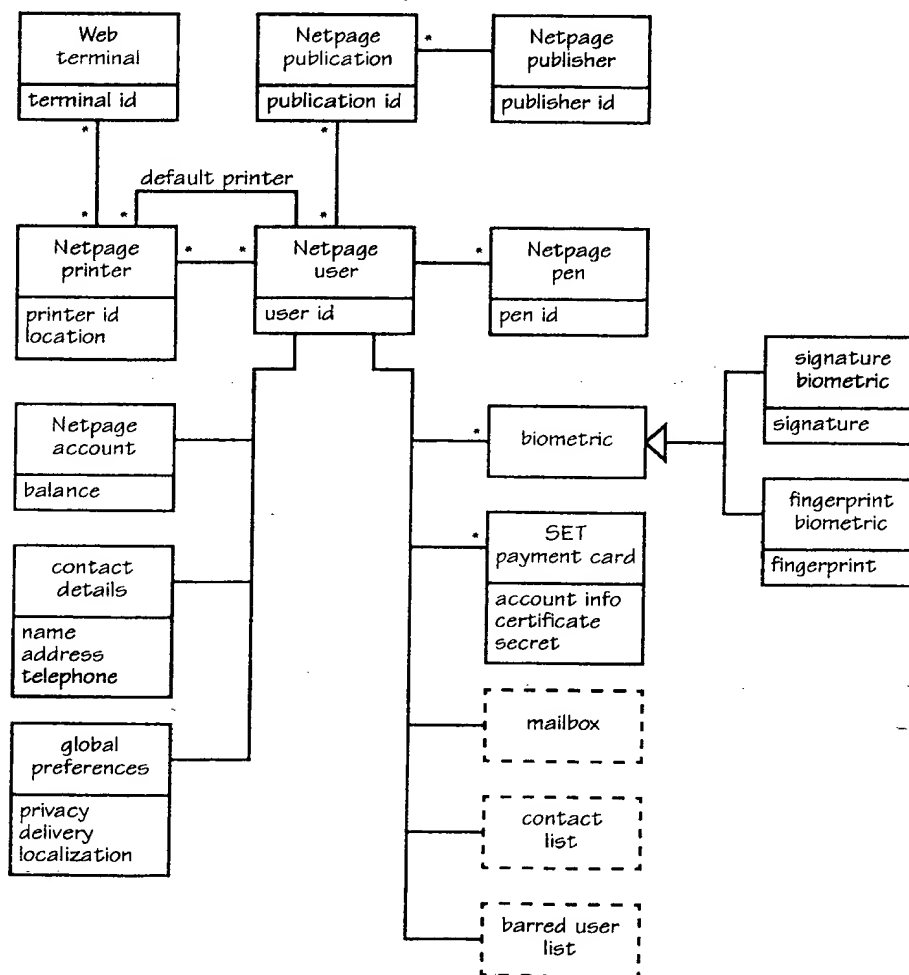 Web
terminal
terminal id
Netpage
publication
publication id
Netpage
publisher
publisher id
*
*
*
default printer
*
*
*
Netpage
printer
printer id
location
*
*
Netpage
user
user id
*
Netpage
pen
pen id
Netpage
account
balance
contact
details
name
address
telephone
global
preferences
privacy
delivery
localization
*
biometric
signature
biometric
signature
fingerprint
biometric
fingerprint
*
SET
payment card
account info
certificate
secret
mailbox
contact
list
barred user
list